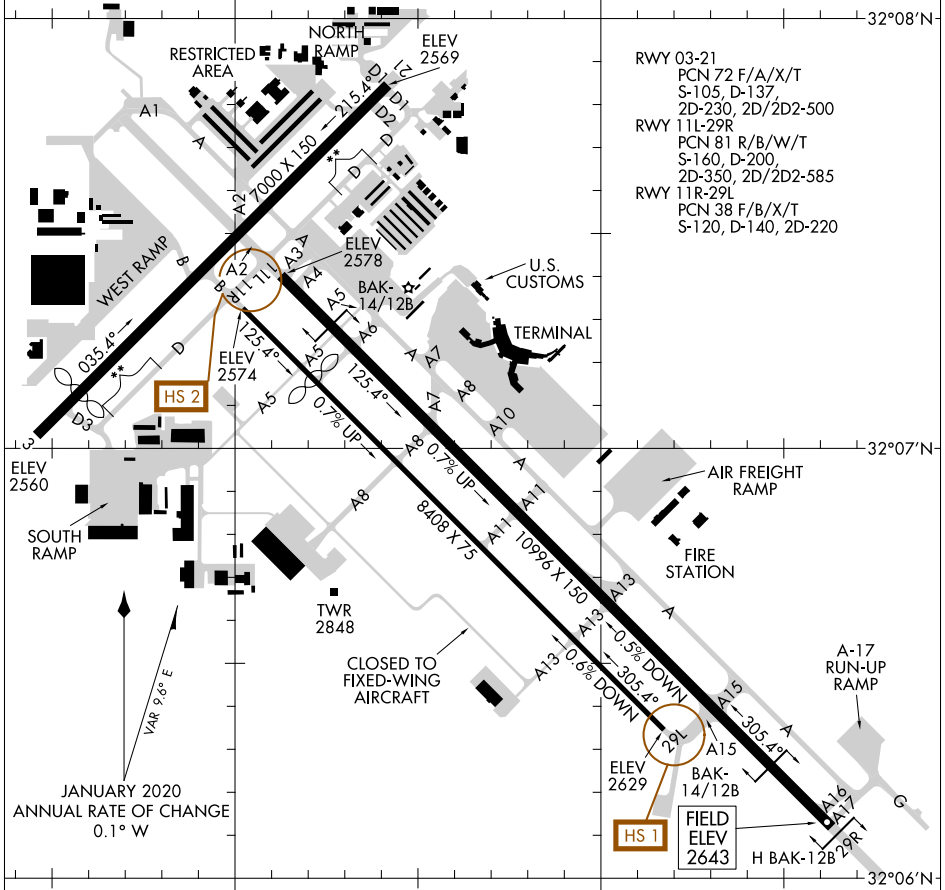 32°08'N
NORTH
RAMP
RESTRICTED
AREA
ELEV
2569
RWY 03-21
PCN 72 F/A/X/T
S-105, D-137,
2D-230, 2D/2D2-500
RWY 11L-29R
PCN 81 R/B/W/T
S-160, D-200,
2D-350, 2D/2D2-585
RWY 11R-29L
PCN 38 F/B/X/T
S-120, D-140, 2D-220
D1
21
D1
D2
A1
A
215.4°
7000 X 150
**
D
D
A2
ELEV
2578
A
A3
A4
WEST RAMP
B
B
A2
11L
11R
BAK-
14/12B
U.S.
CUSTOMS
TERMINAL
A5
A6
035.4°
**
D
ELEV
2574
125.4°
A5
125.4°
A
A7
A8
A7
HS 2
D3
A5
0.7% UP
A10
3
ELEV
2560
32°07'N
A8
0.7% UP
A
A11
A11
AIR FREIGHT
RAMP
A8
8408 X 75
10996 X 150
SOUTH
RAMP
FIRE
STATION
TWR
2848
A13
A13
A
CLOSED TO
FIXED-WING
AIRCRAFT
A13
0.5% DOWN
0.6% DOWN
305.4°
A-17
RUN-UP
RAMP
VAR 9.6° E
A15
A
305.4°
29L
A15
ELEV
2629
BAK-
14/12B
JANUARY 2020
ANNUAL RATE OF CHANGE
0.1° W
HS 1
FIELD
ELEV
2643
A16
A17
G
H BAK-12B
29R
32°06'N